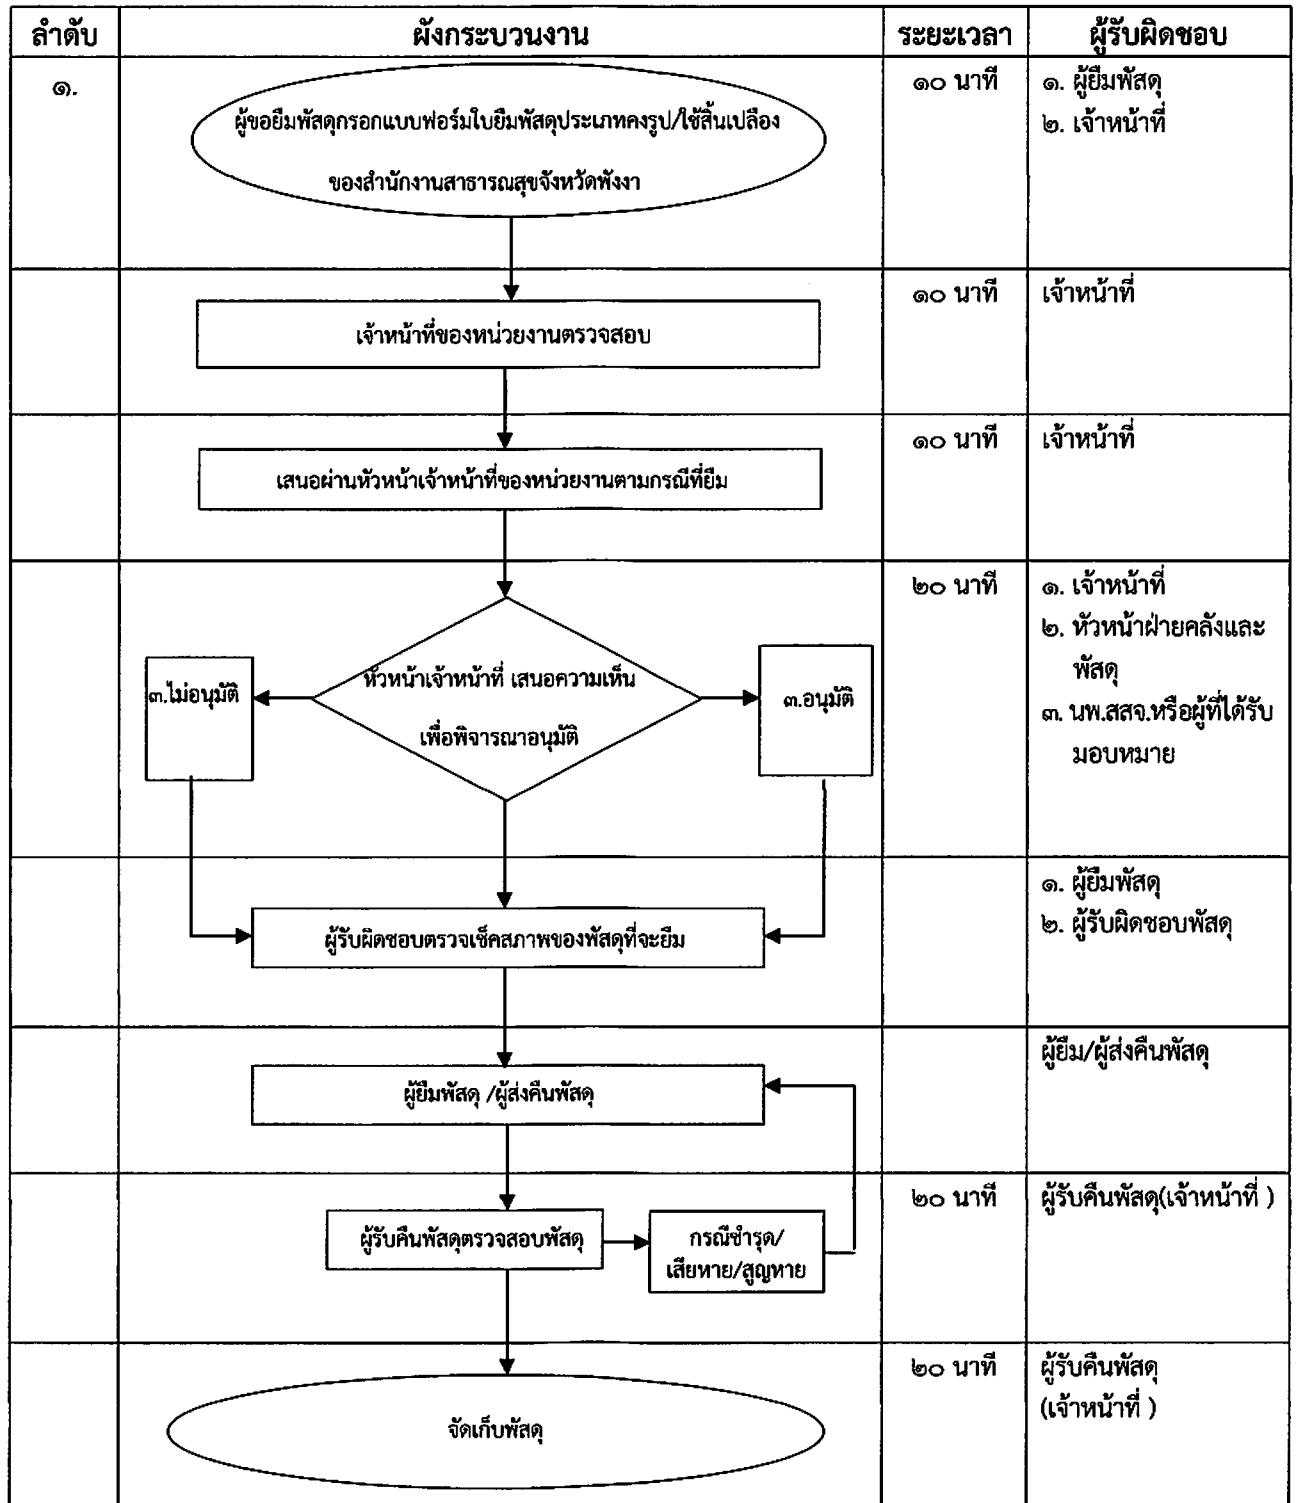 ลำดับ ผังกระบวนงาน ระยะเวลา ผู้รับผิดชอบ
๑. ผู้ขอยืมพัสดุกรอกแบบฟอร์มใบยืมพัสดุประเภทคงรูป/ใช้สิ้นเปลือง ๑๐ นาที ๑. ผู้ยืมพัสดุ
๒. เจ้าหน้าที่
ของสำนักงานสาธารณสุขจังหวัดพังงา
เจ้าหน้าที่ของหน่วยงานตรวจสอบ ๑๐ นาที เจ้าหน้าที่
เสนอผ่านหัวหน้าเจ้าหน้าที่ของหน่วยงานตามกรณีที่ยืม ๑๐ นาที เจ้าหน้าที่
๒๐ นาที ๑. เจ้าหน้าที่
๒. หัวหน้าฝ่ายคลังและ
พัสดุ
๓.ไม่อนุมัติ หัวหน้าเจ้าหน้าที่ เสนอความเห็น ๓.อนุมัติ ๓. นพ.สสจ.หรือผู้ที่ได้รับ
เพื่อพิจารณาอนุมัติ มอบหมาย
๑. ผู้ยืมพัสดุ
ผู้รับผิดชอบตรวจเช็คสภาพของพัสดุที่จะยืม ๒. ผู้รับผิดชอบพัสดุ
ผู้ยืม/ผู้ส่งคืนพัสดุ
ผู้ยืมพัสดุ /ผู้ส่งคืนพัสดุ
๒๐ นาที ผู้รับคืนพัสดุ(เจ้าหน้าที่ )
ผู้รับคืนพัสดุตรวจสอบพัสดุ กรณีชำรุด/
เสียหาย/สูญหาย
๒๐ นาที ผู้รับคืนพัสดุ
(เจ้าหน้าที่ )
จัดเก็บพัสดุ